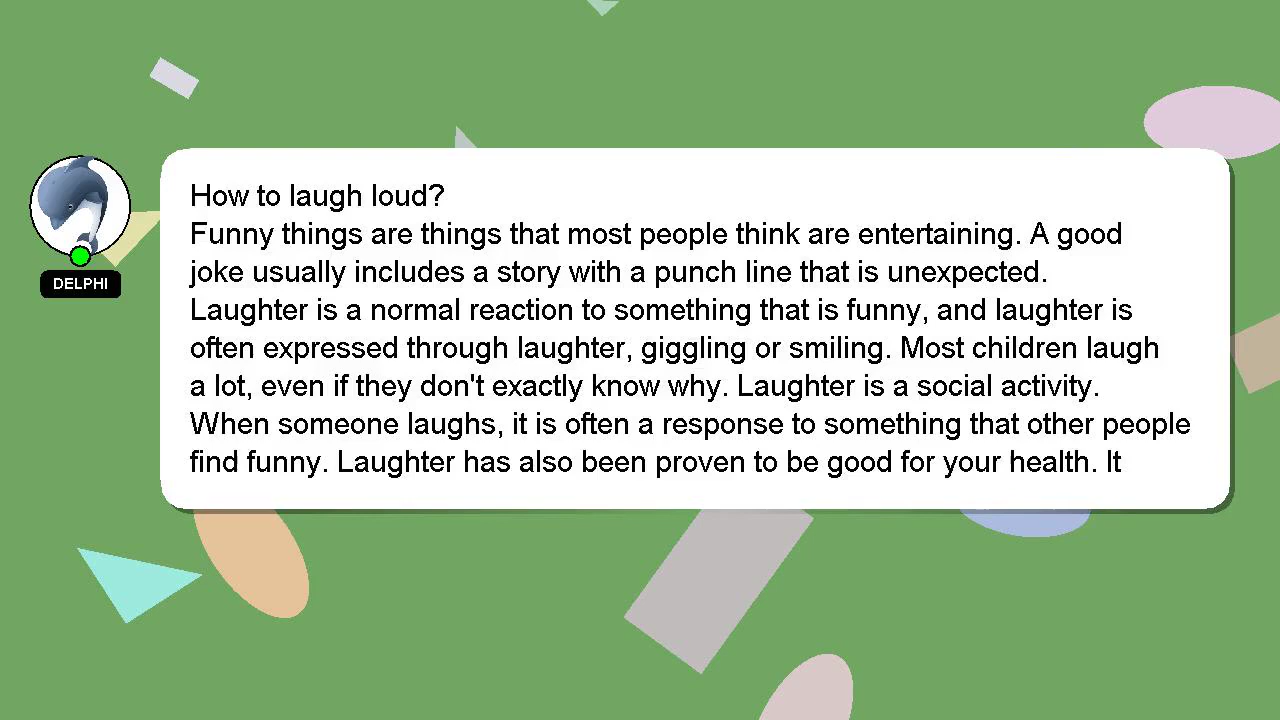 How to laugh loud?
Funny things are things that most people think are entertaining. A good
joke usually includes a story with a punch line that is unexpected.
Laughter is a normal reaction to something that is funny, and laughter is
often expressed through laughter, giggling or smiling. Most children laugh
a lot, even if they don't exactly know why. Laughter is a social activity.
When someone laughs, it is often a response to something that other people
find funny. Laughter has also been proven to be good for your health. It
DELPHI